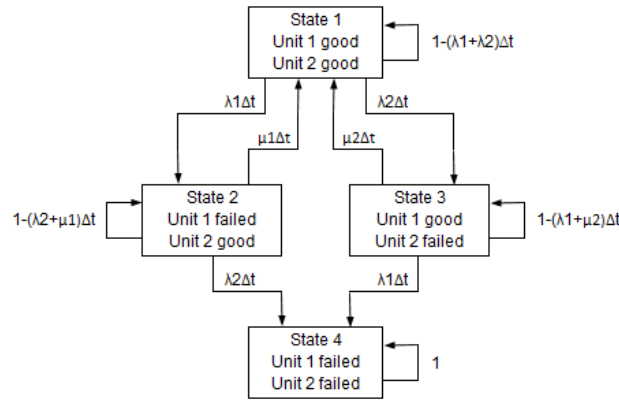 State 1
Unit 1 good
Unit 2 good
1-(λ1+λ2)Δt
λ1Δt
λ2Δt
μ1Δt
μ2Δt
State 2
Unit 1 failed
Unit 2 good
1-(λ2+μ1)Δt
State 3
Unit 1 good
Unit 2 failed
1-(λ1+μ2)Δt
λ2Δt
λ1Δt
State 4
Unit 1 failed
Unit 2 failed
1